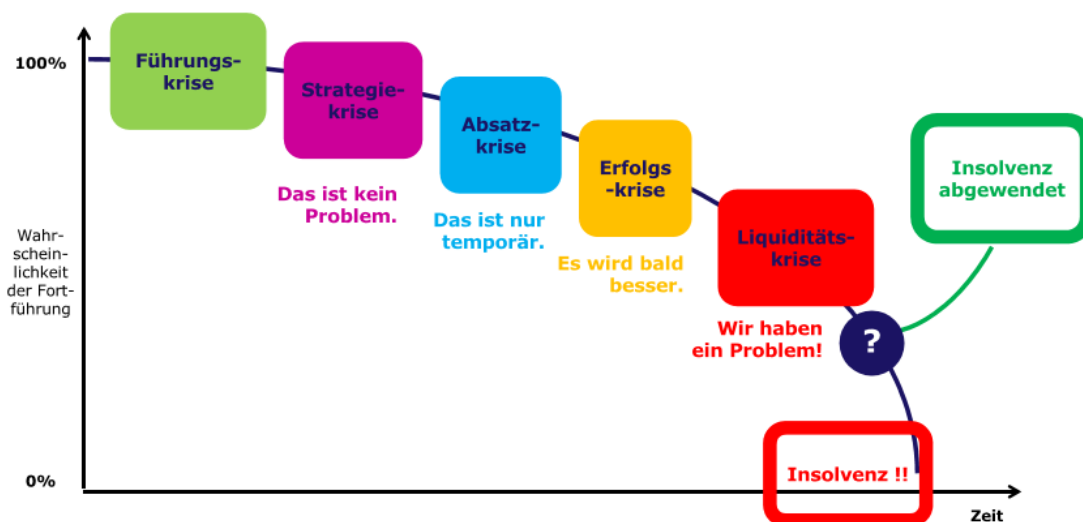 100%
Führungs-
krise
Strategie-
krise
Absatz-
krise
Erfolgs
-krise
Liquiditäts-
krise
Insolvenz
abgewendet
Das ist kein
Problem.
Das ist nur
temporär.
Es wird bald
besser.
Wir haben
ein Problem!
?
Wahr-
schein-
lichkeit
der Fort-
führung
Insolvenz !!
0%
Zeit